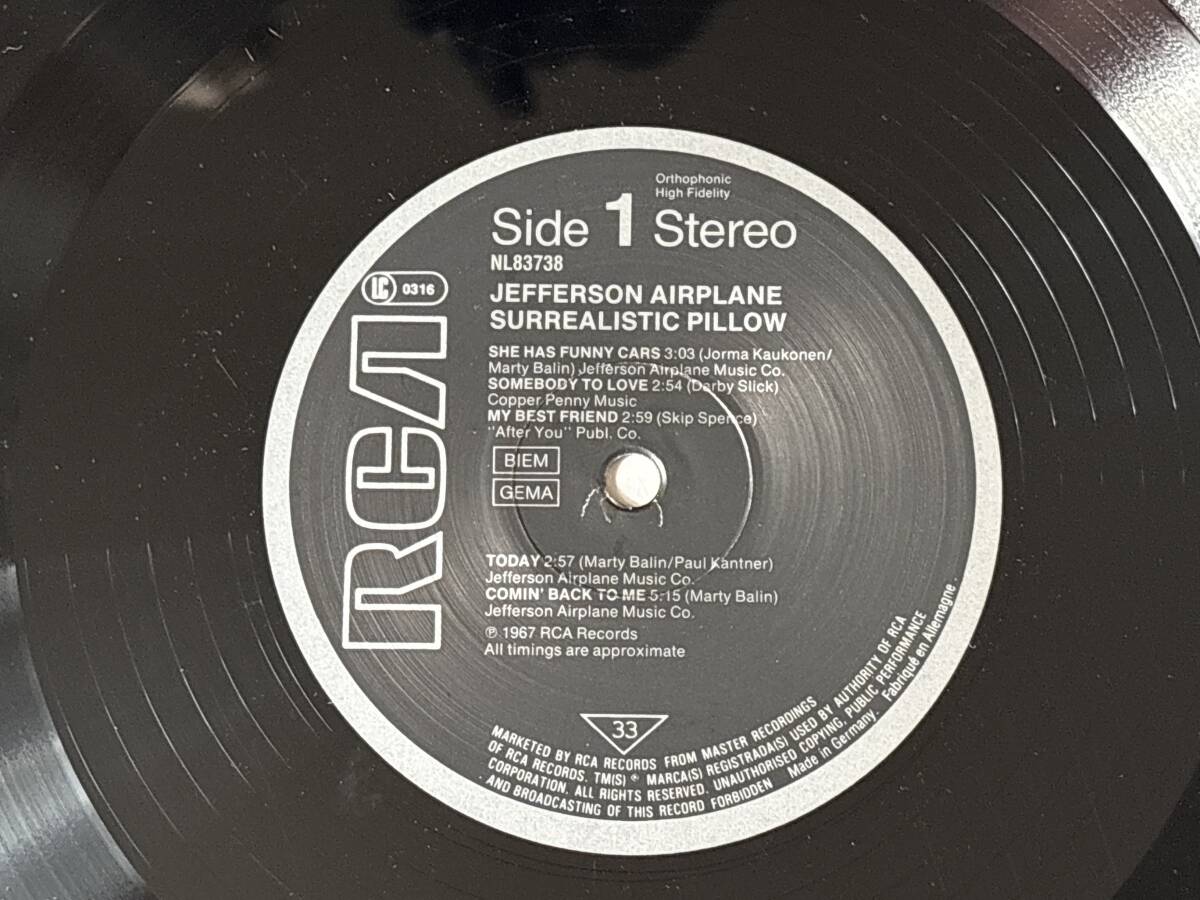 Orthophonic
High Fidelity
Side 1 Stereo
NL83738
LC 0316
JEFFERSON AIRPLANE
SURREALISTIC PILLOW
RCA
SHE HAS FUNNY CARS 3:03 (Jorma Kaukonen/
Marty Balin) Jefferson Airplane Music Co.
SOMEBODY TO LOVE 2:54 (Darby Slick)
Copper Penny Music
MY BEST FRIEND 2:59 (Skip Spence)
"After You" Publ. Co.
BIEM
GEMA
TODAY 2:57 (Marty Balin/Paul Kantner)
Jefferson Airplane Music Co.
COMIN' BACK TO ME 5:15 (Marty Balin)
Jefferson Airplane Music Co.
℗ 1967 RCA Records
All timings are approximate
33
MARKETED BY RCA RECORDS FROM MASTER RECORDINGS
OF RCA RECORDS. TM(S) ® MARCA(S) REGISTRADA(S) USED BY AUTHORITY OF RCA
CORPORATION. ALL RIGHTS RESERVED. UNAUTHORISED COPYING, PUBLIC PERFORMANCE
AND BROADCASTING OF THIS RECORD FORBIDDEN Made in Germany. Fabriqué en Allemagne.